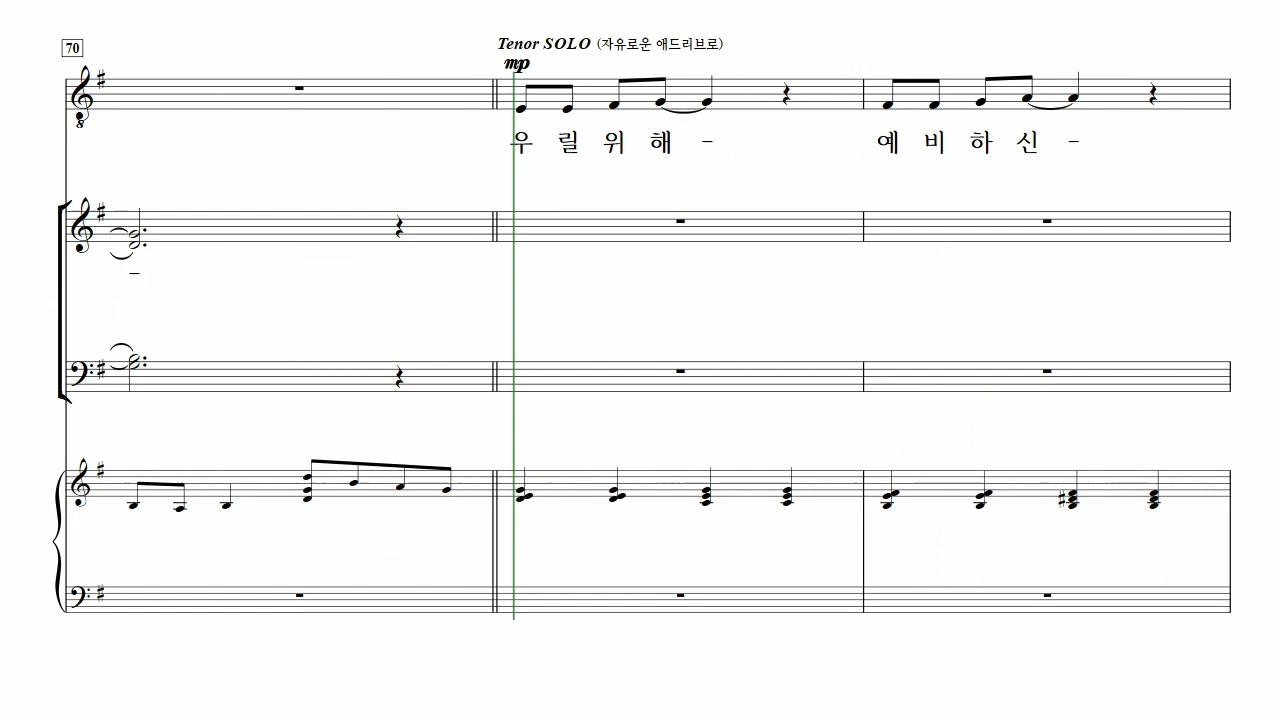 70
Tenor SOLO (자유로운 애드리브로)
mp
8
우 릴 위 해 - 예 비 하 신 -
-